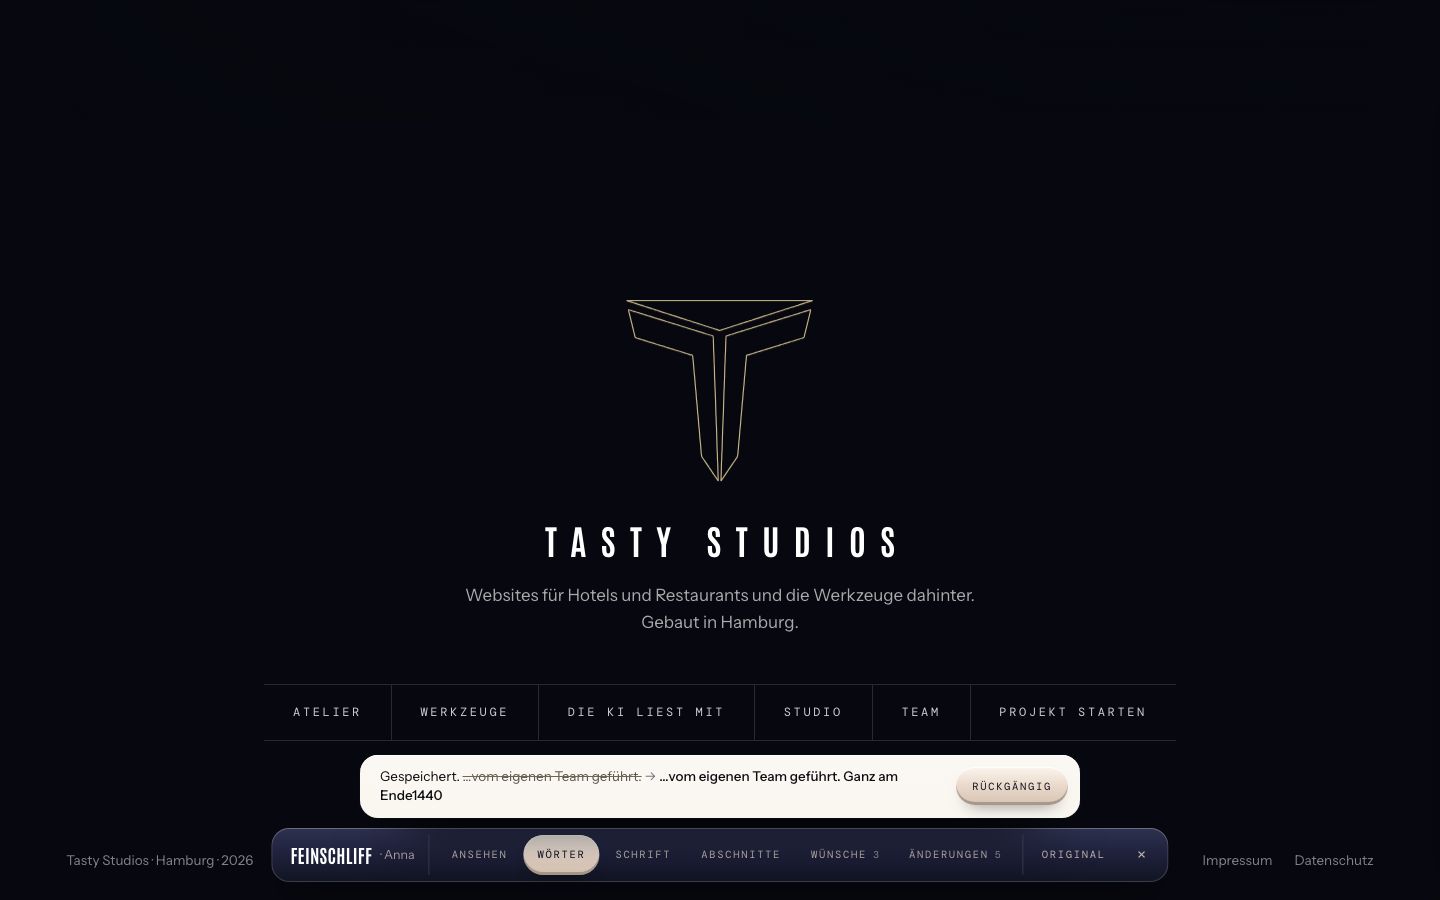 TASTY STUDIOS
Websites für Hotels und Restaurants und die Werkzeuge dahinter.
Gebaut in Hamburg.
ATELIER WERKZEUGE DIE KI LIEST MIT STUDIO TEAM PROJEKT STARTEN
Gespeichert. …vom eigenen Team geführt. → …vom eigenen Team geführt. Ganz am
Ende1440
RÜCKGÄNGIG
Tasty Studios · Hamburg · 2026
FEINSCHLIFF · Anna ANSEHEN WÖRTER SCHRIFT ABSCHNITTE WÜNSCHE 3 ÄNDERUNGEN 5 ORIGINAL ×
Impressum Datenschutz